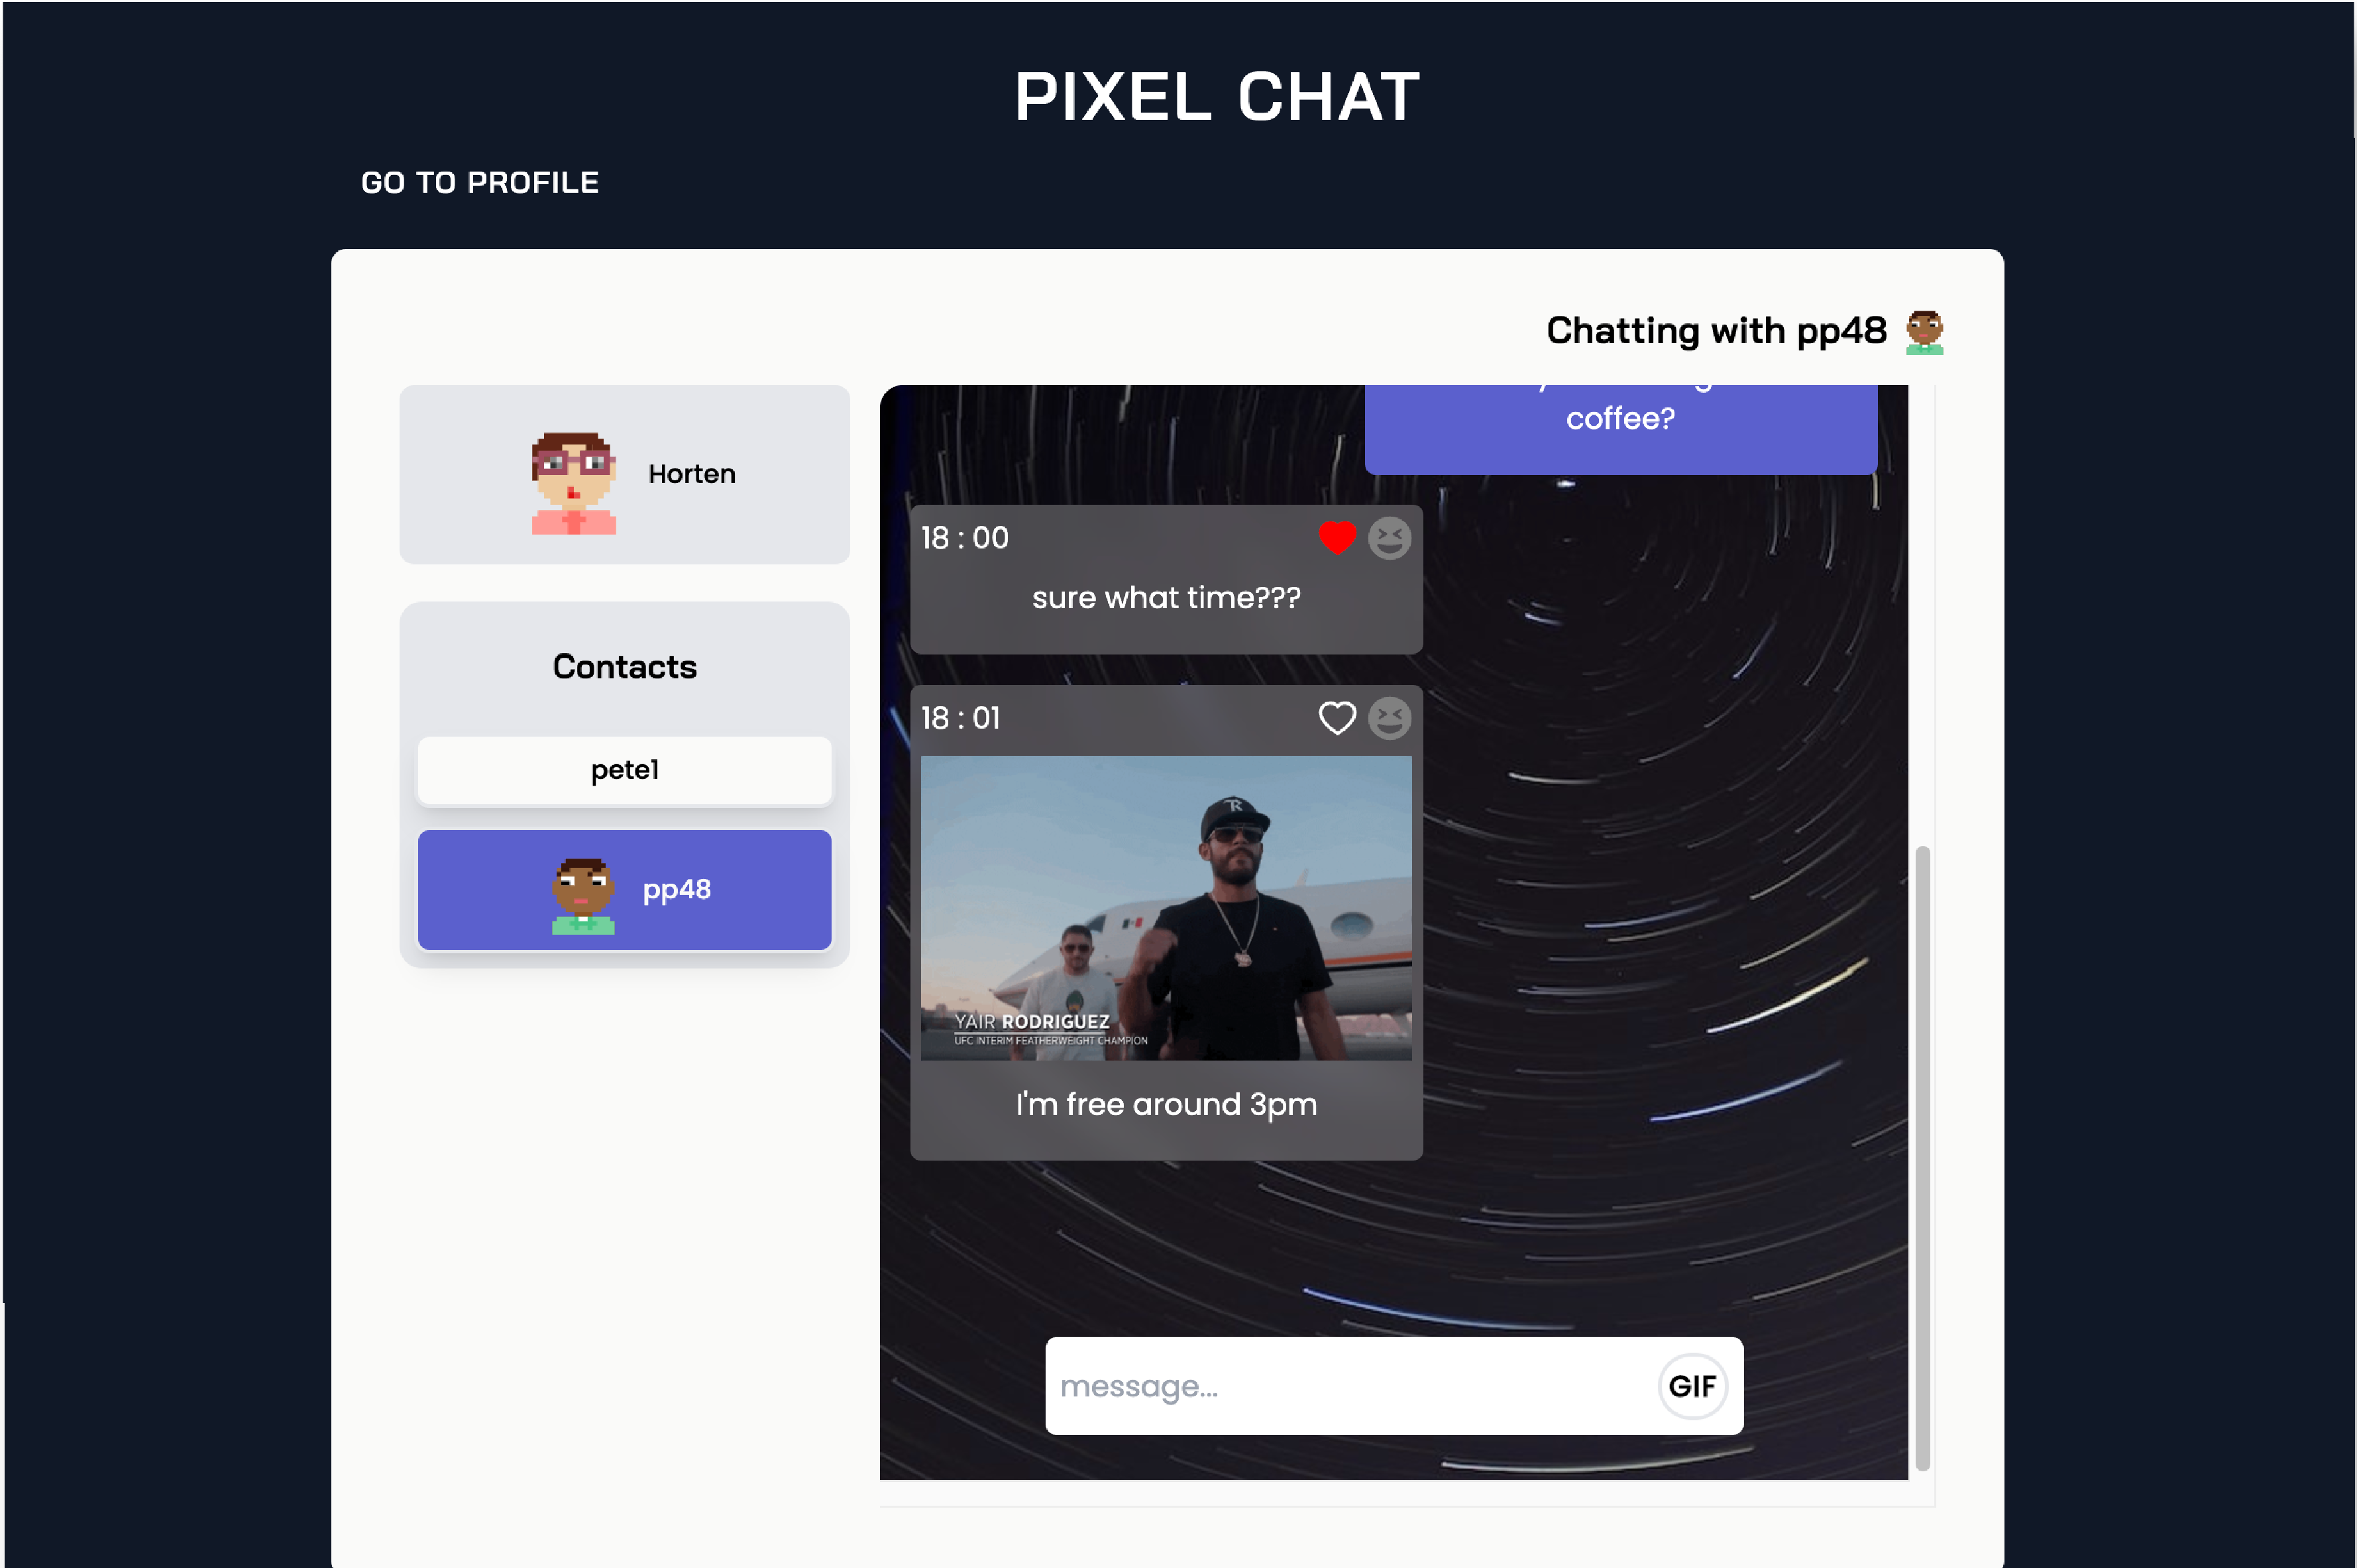 PIXEL CHAT
GO TO PROFILE
Chatting with pp48
Horten
Contacts
pete1
pp48
coffee?
18 : 00
sure what time???
18 : 01
YAIR RODRIGUEZ
UFC INTERIM FEATHERWEIGHT CHAMPION
I'm free around 3pm
message...
GIF